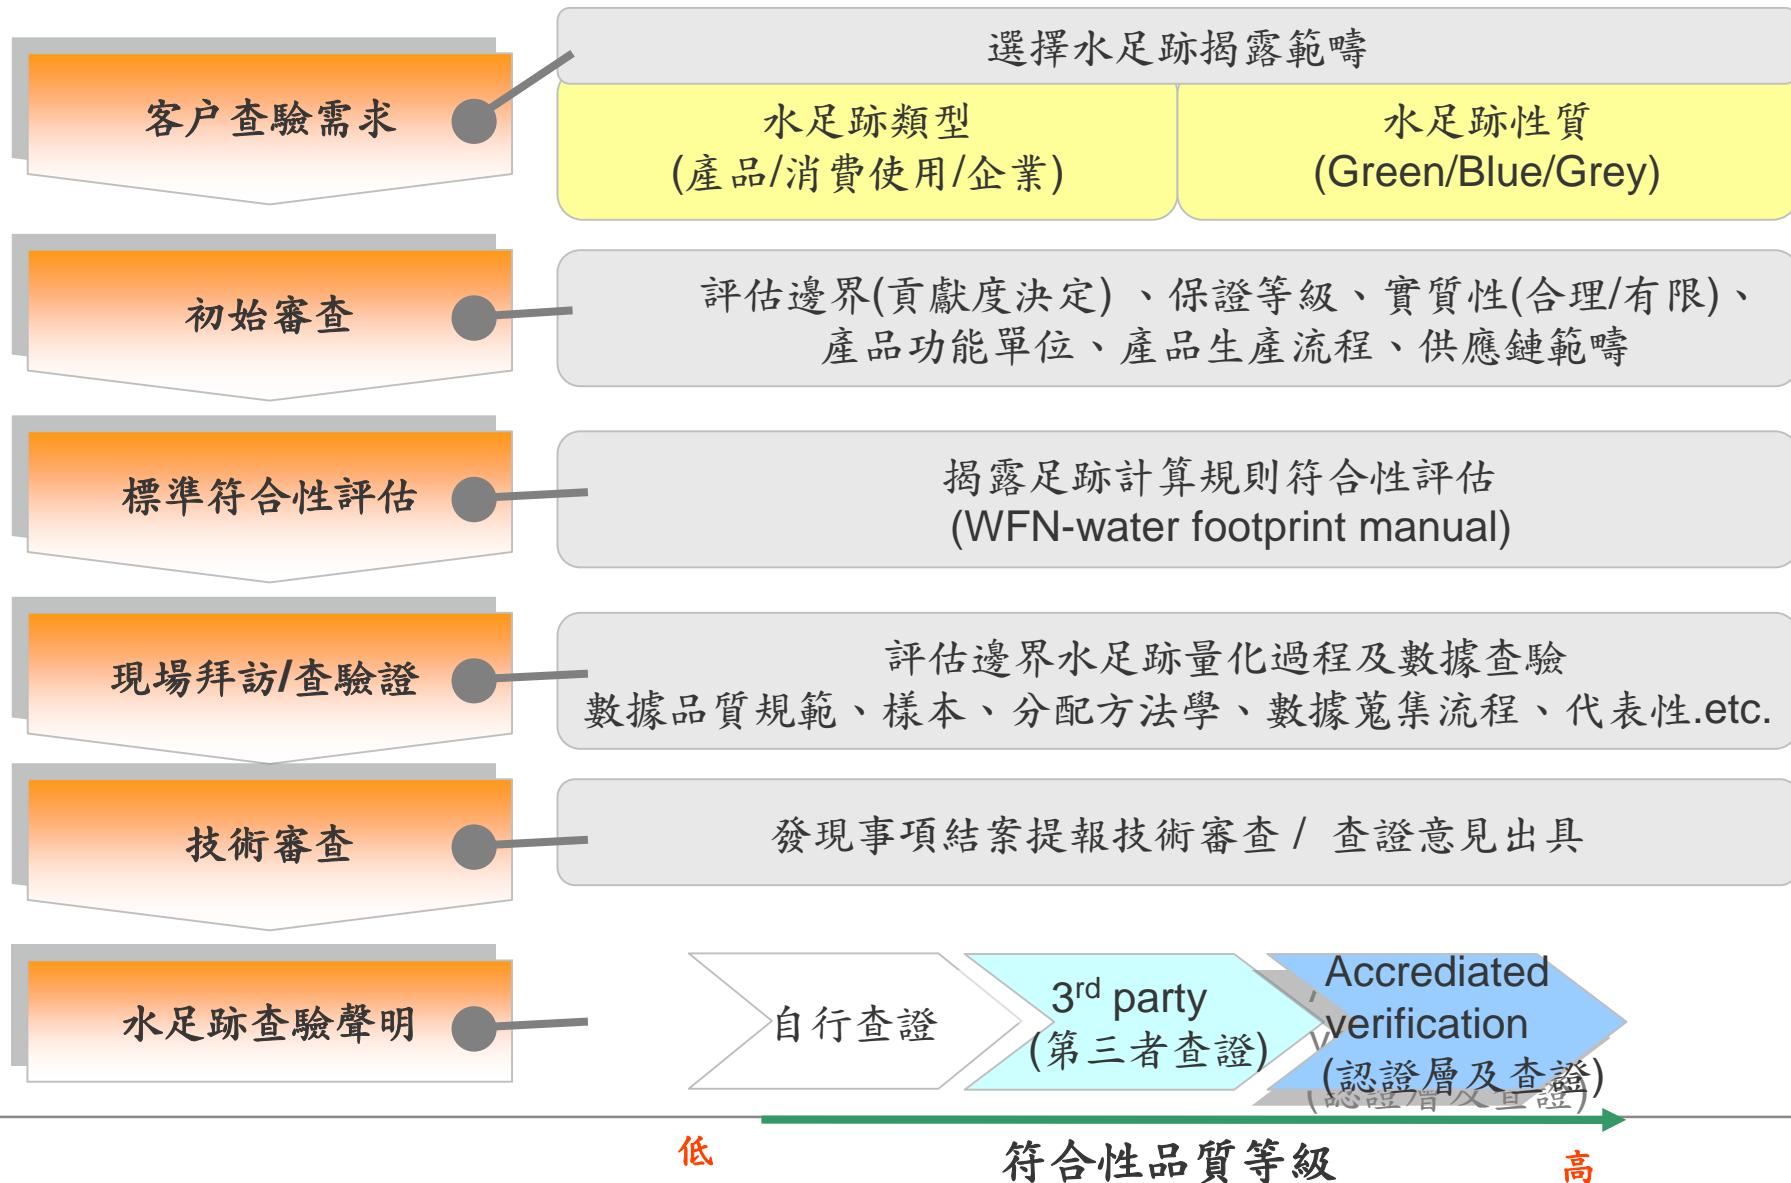 選擇水足跡揭露範疇
客户查驗需求
水足跡類型
(產品/消費使用/企業)
水足跡性質
(Green/Blue/Grey)
初始審查
評估邊界(貢獻度決定) 、保證等級、實質性(合理/有限)、
產品功能單位、產品生產流程、供應鏈範疇
標準符合性評估
揭露足跡計算規則符合性評估
(WFN-water footprint manual)
現場拜訪/查驗證
評估邊界水足跡量化過程及數據查驗
數據品質規範、樣本、分配方法學、數據蒐集流程、代表性.etc.
技術審查
發現事項結案提報技術審查 / 查證意見出具
水足跡查驗聲明
自行查證
3rd party
(第三者查證)
Accrediated
verification
(認證層及查證)
低
符合性品質等級
高